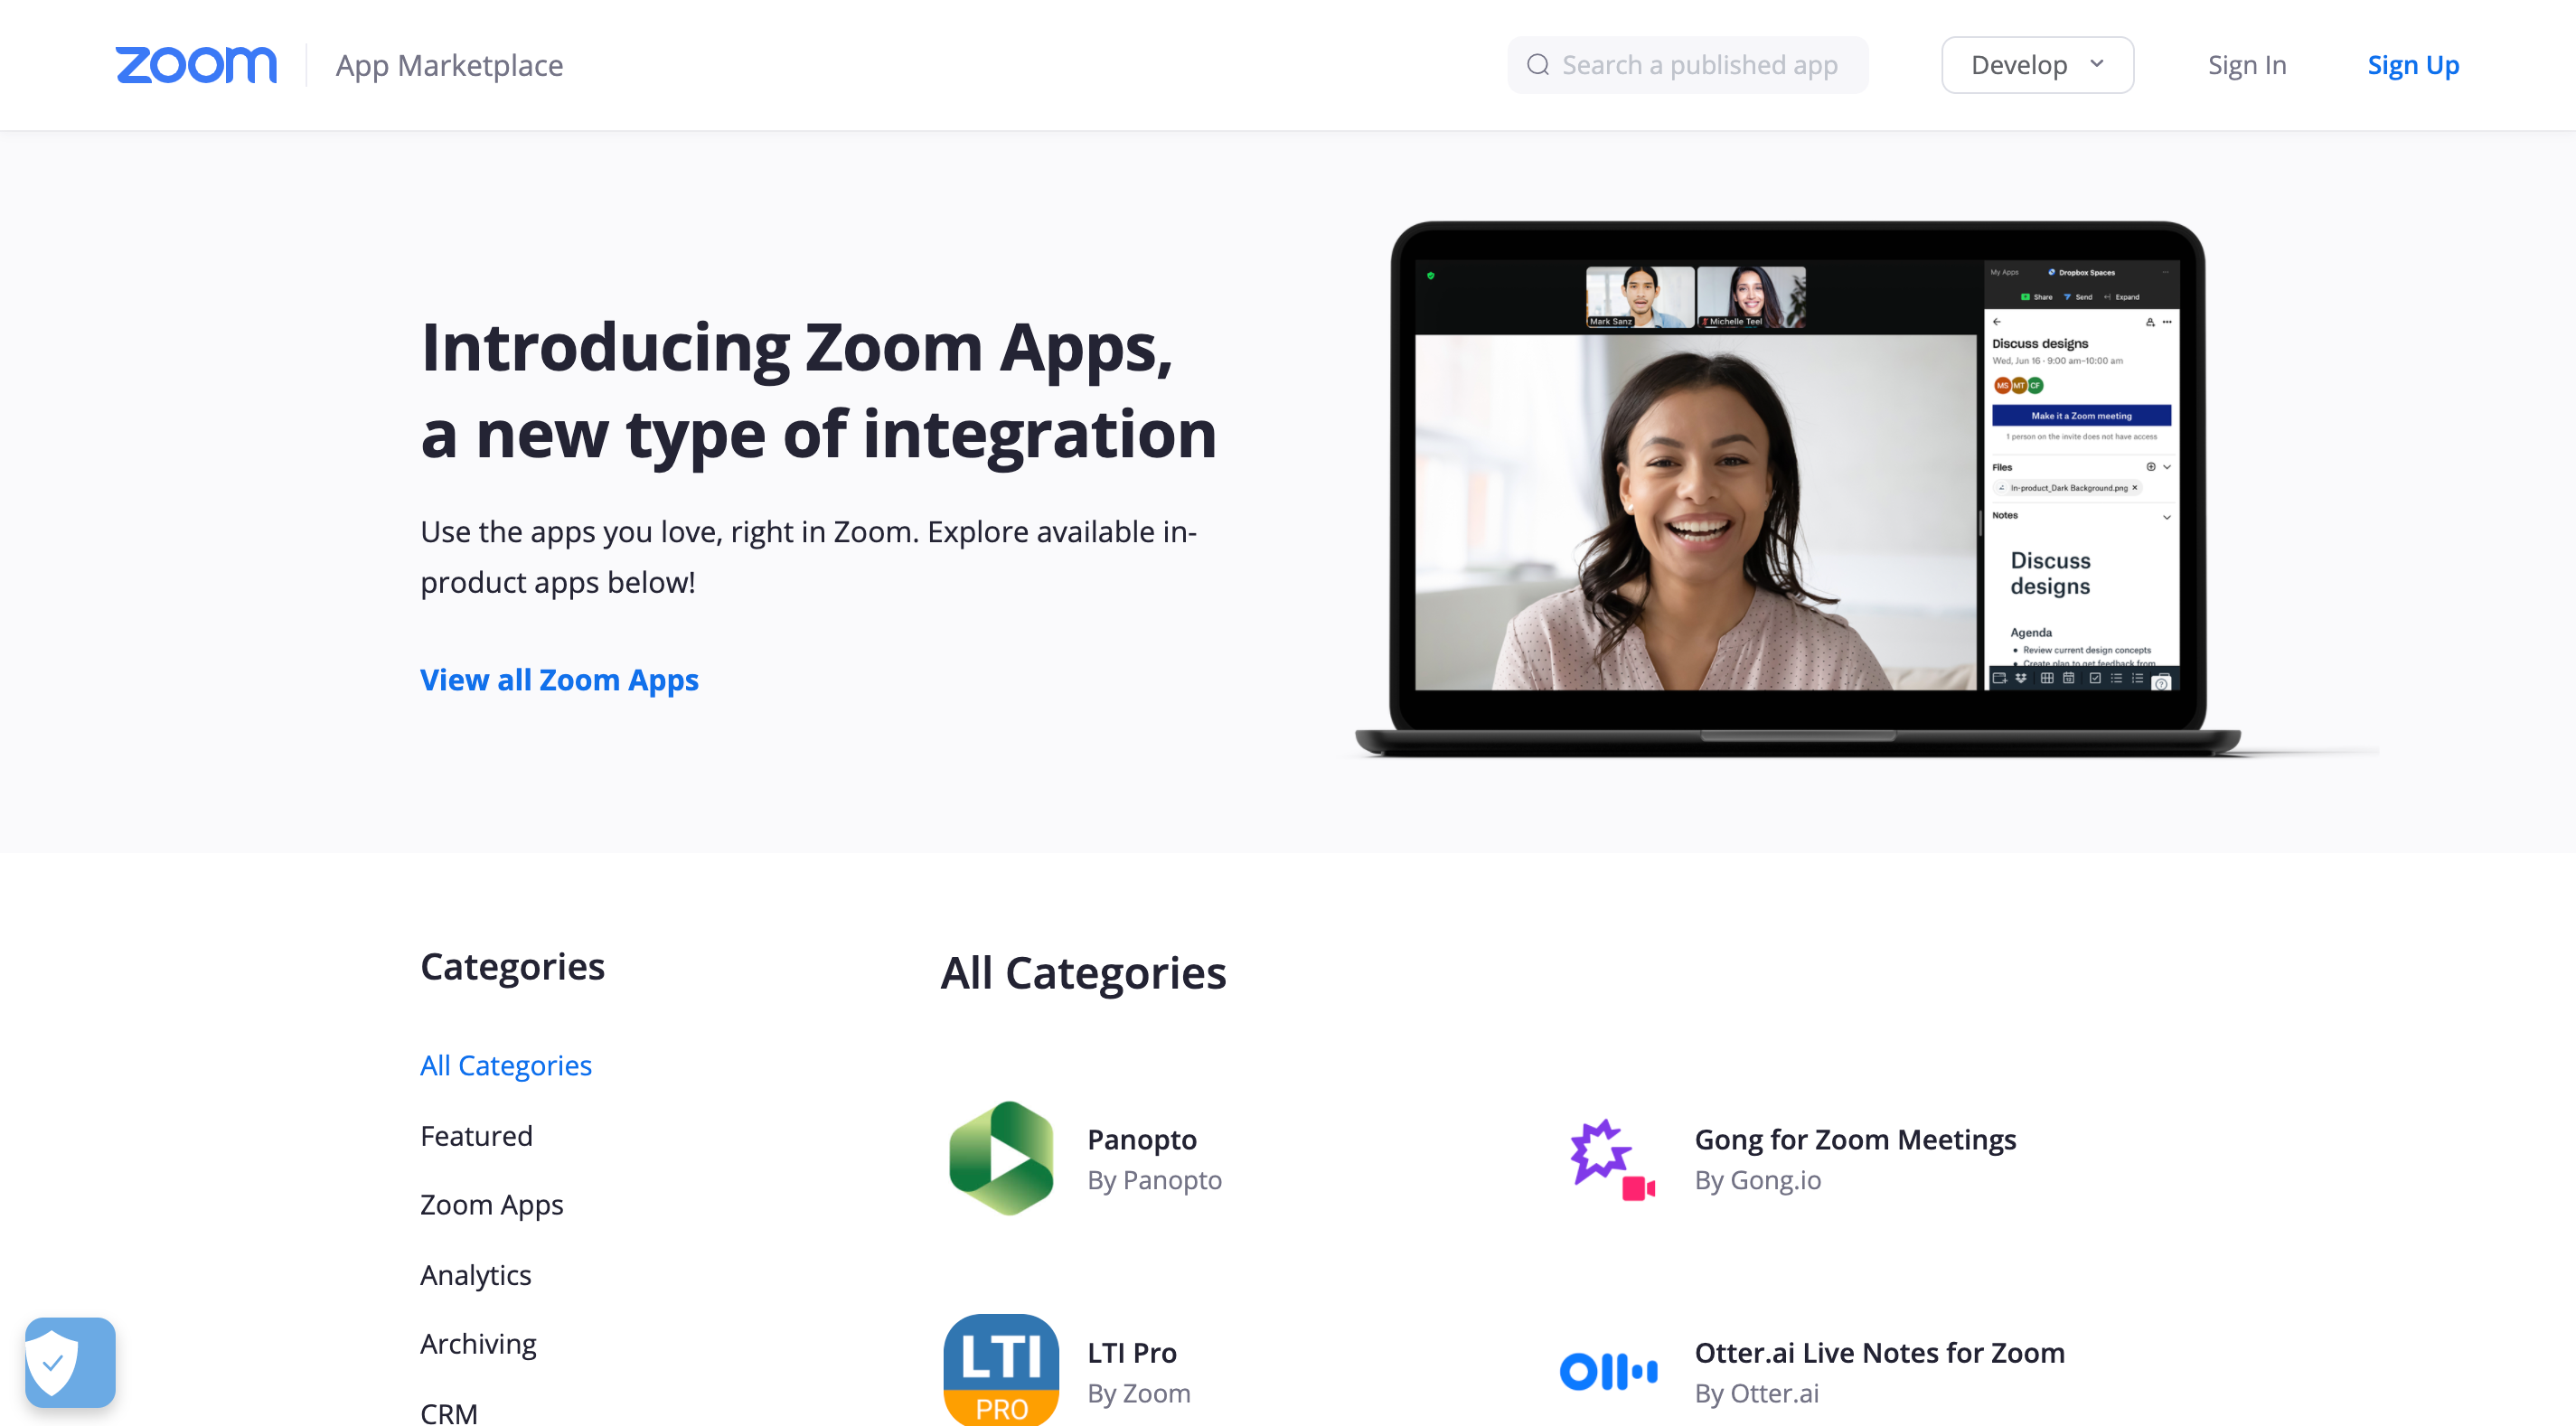 zoom
App Marketplace
Search a published app
Develop
Sign In
Sign Up
Introducing Zoom Apps,
a new type of integration
Use the apps you love, right in Zoom. Explore available in-
product apps below!
View all Zoom Apps
Mark Sanz
Michelle Teel
My Apps
Dropbox Spaces
Share
Send
Expand
Discuss designs
Wed, Jun 16 · 9:00 am–10:00 am
MS
MT
CF
Make it a Zoom meeting
1 person on the invite does not have access
Files
In-product_Dark Background.png
Notes
Discuss
designs
Agenda
Review current design concepts
Create plan to get feedback from
Categories
All Categories
Featured
Zoom Apps
Analytics
Archiving
CRM
All Categories
Panopto
By Panopto
Gong for Zoom Meetings
By Gong.io
LTI
PRO
LTI Pro
By Zoom
Otter.ai Live Notes for Zoom
By Otter.ai